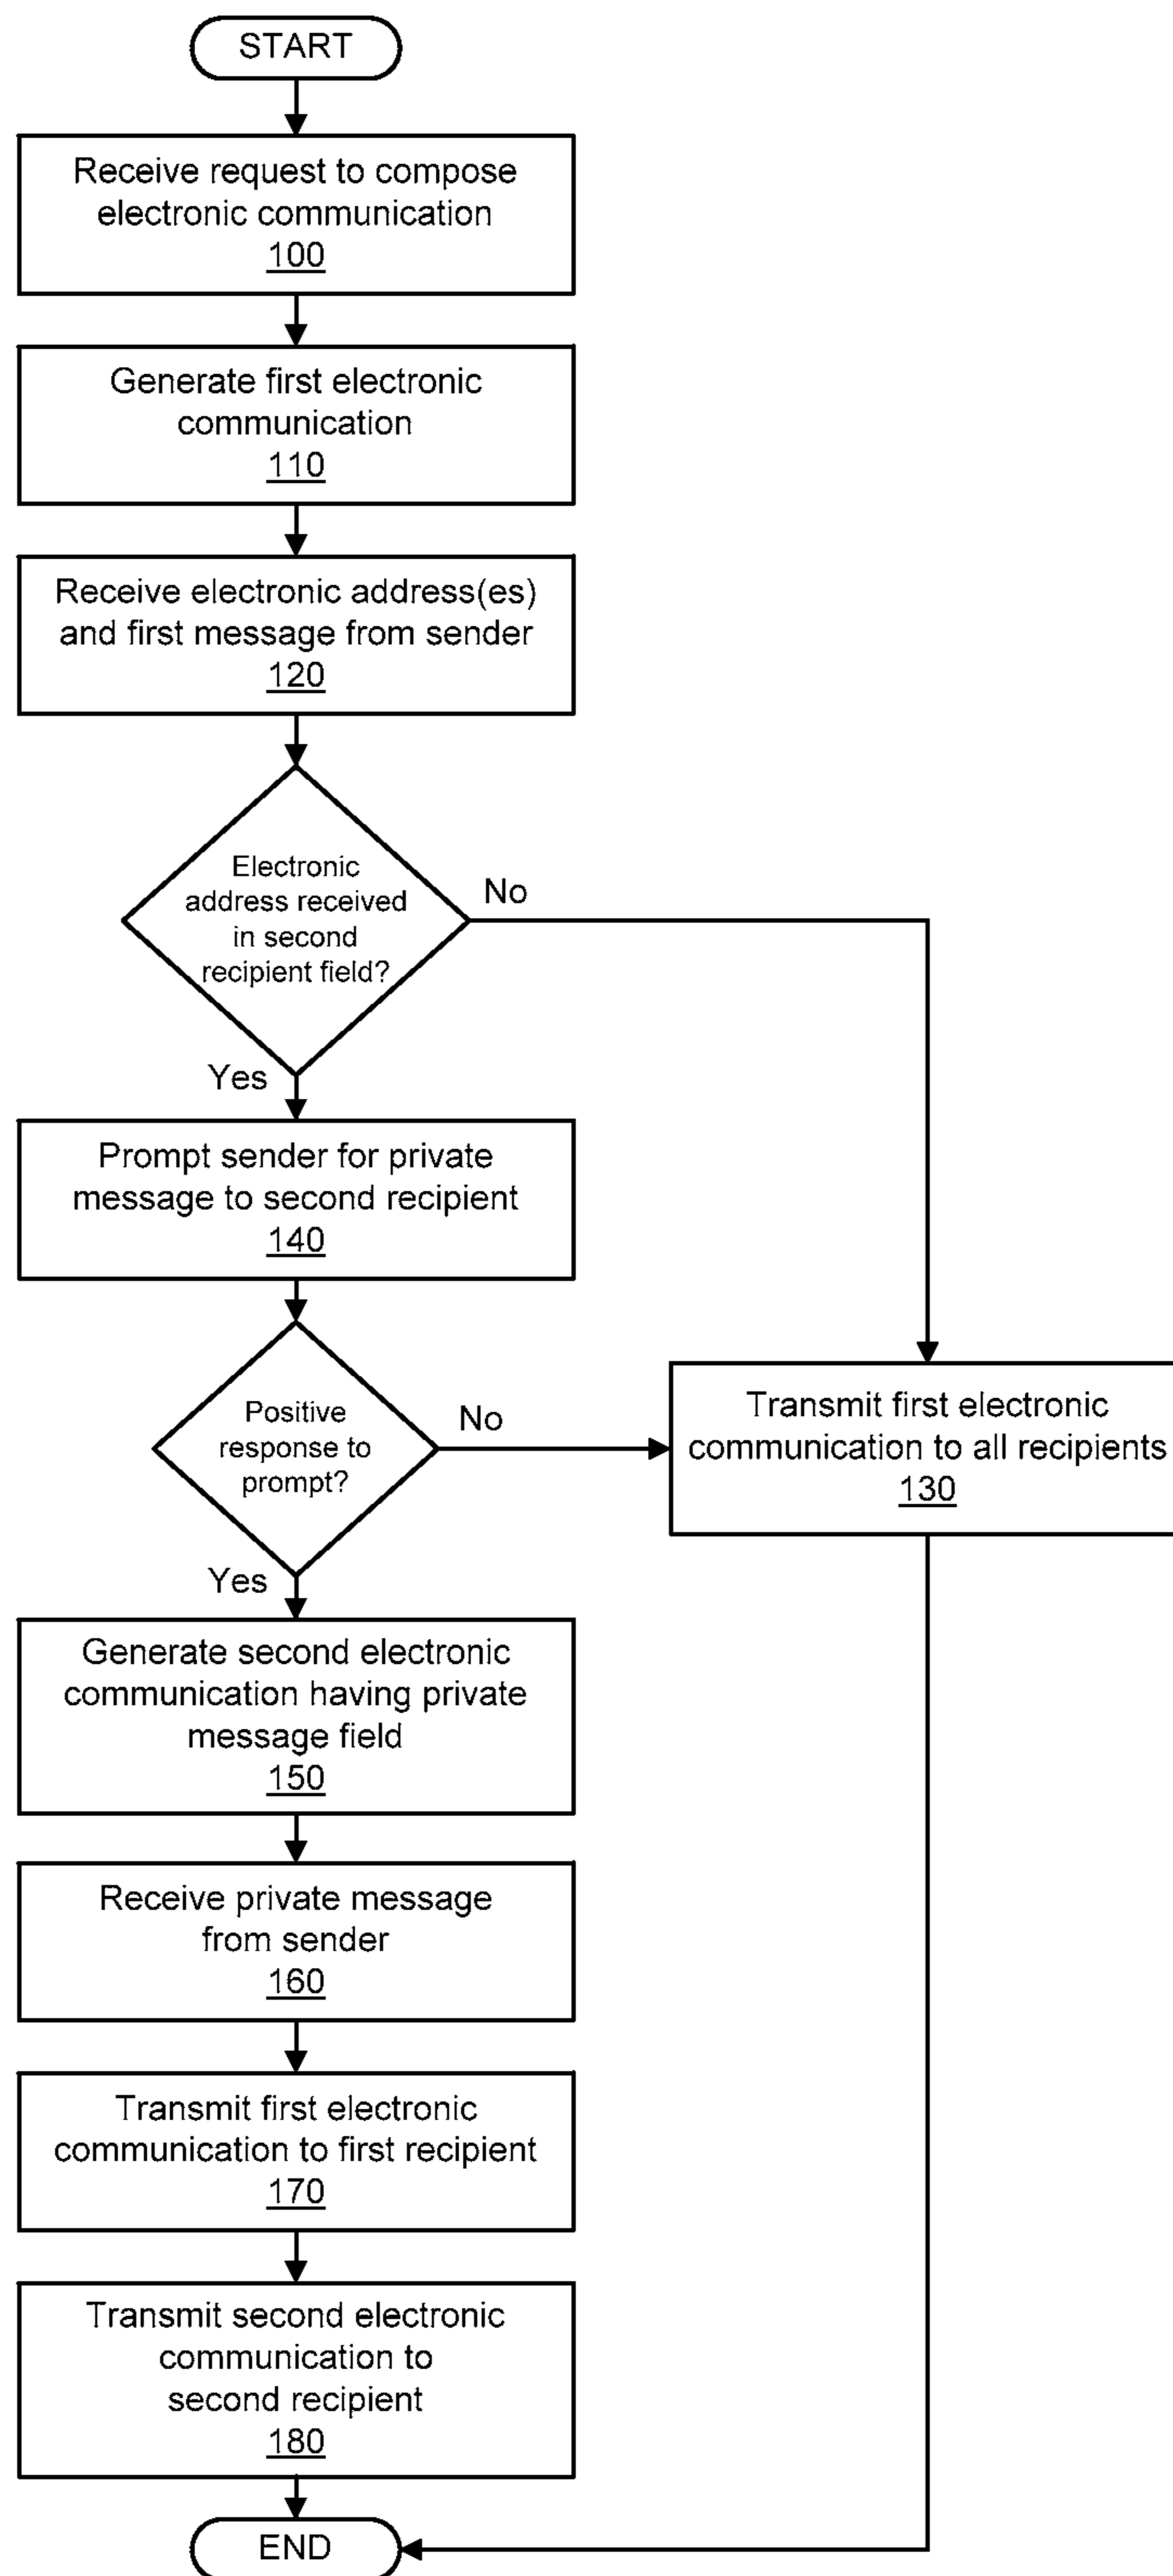 START
Receive request to compose
electronic communication
100
Generate first electronic
communication
110
Receive electronic address(es)
and first message from sender
120
Electronic
address received
in second
recipient field?
No
Yes
Prompt sender for private
message to second recipient
140
Positive
response to
prompt?
No
Transmit first electronic
communication to all recipients
130
Yes
Generate second electronic
communication having private
message field
150
Receive private message
from sender
160
Transmit first electronic
communication to first recipient
170
Transmit second electronic
communication to
second recipient
180
END